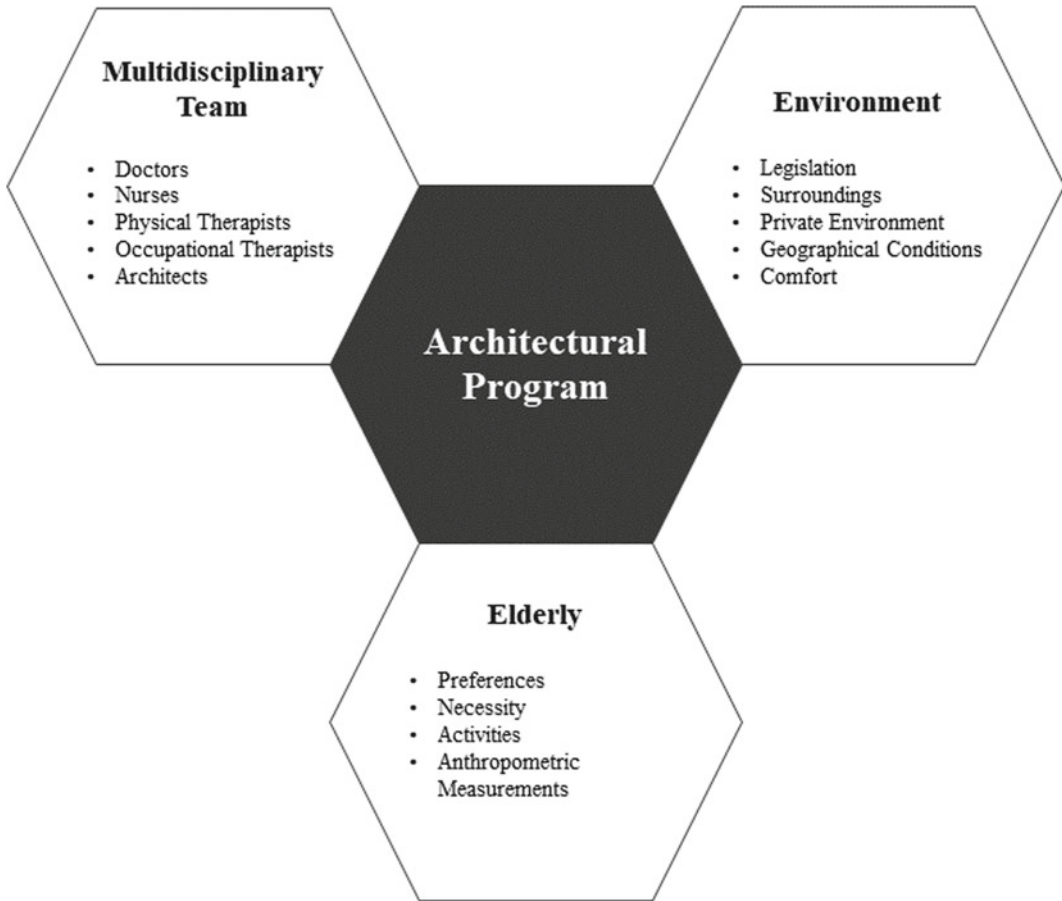 Multidisciplinary
Team
• Doctors
• Nurses
• Physical Therapists
• Occupational Therapists
• Architects
Environment
• Legislation
• Surroundings
• Private Environment
• Geographical Conditions
• Comfort
Architectural
Program
Elderly
• Preferences
• Necessity
• Activities
• Anthropometric
Measurements